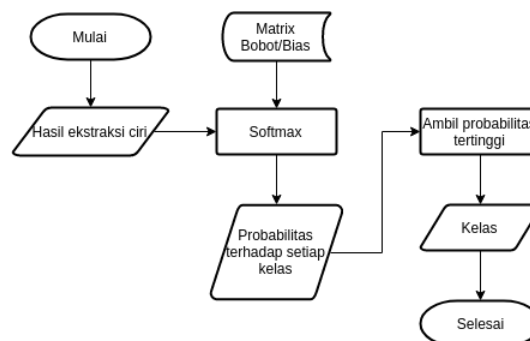 Mulai
Matrix
Bobot/Bias
Hasil ekstraksi ciri
Softmax
Ambil probabilitas
tertinggi
Probabilitas
terhadap setiap
kelas
Kelas
Selesai